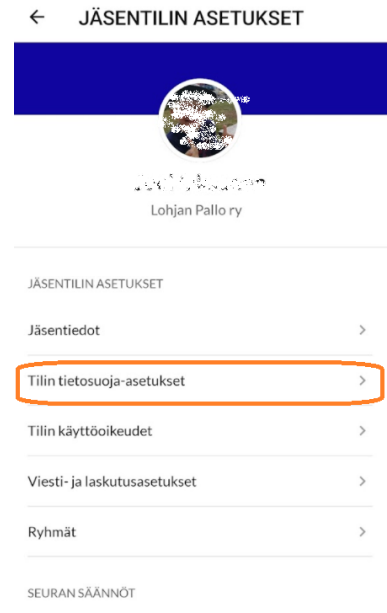 JÄSENTILIN ASETUKSET
Lohjan Pallo ry
JÄSENTILIN ASETUKSET
Jäsentiedot
Tilin tietosuoja-asetukset
Tilin käyttöoikeudet
Viesti- ja laskutusasetukset
Ryhmät
SEURAN SÄÄNNÖT